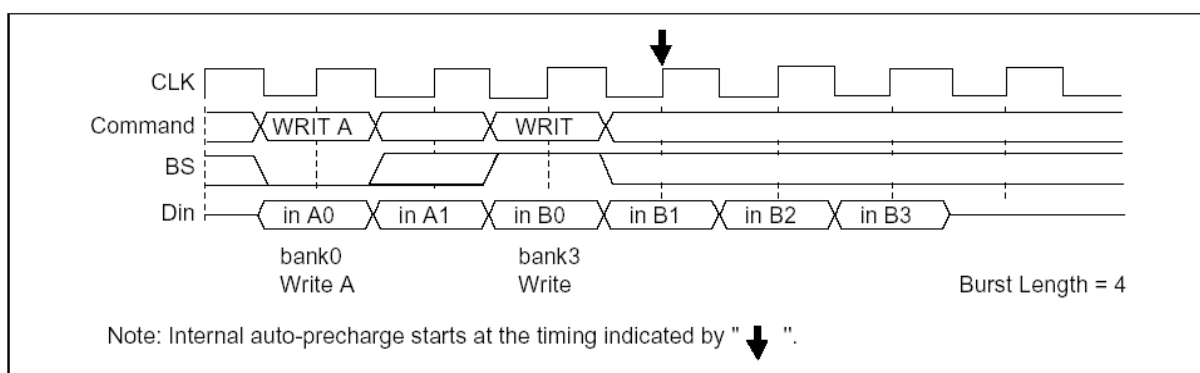 CLK
Command WRIT A WRIT
BS
Din in A0 in A1 in B0 in B1 in B2 in B3
bank0 bank3
Write A Write Burst Length = 4
Note: Internal auto-precharge starts at the timing indicated by " ".